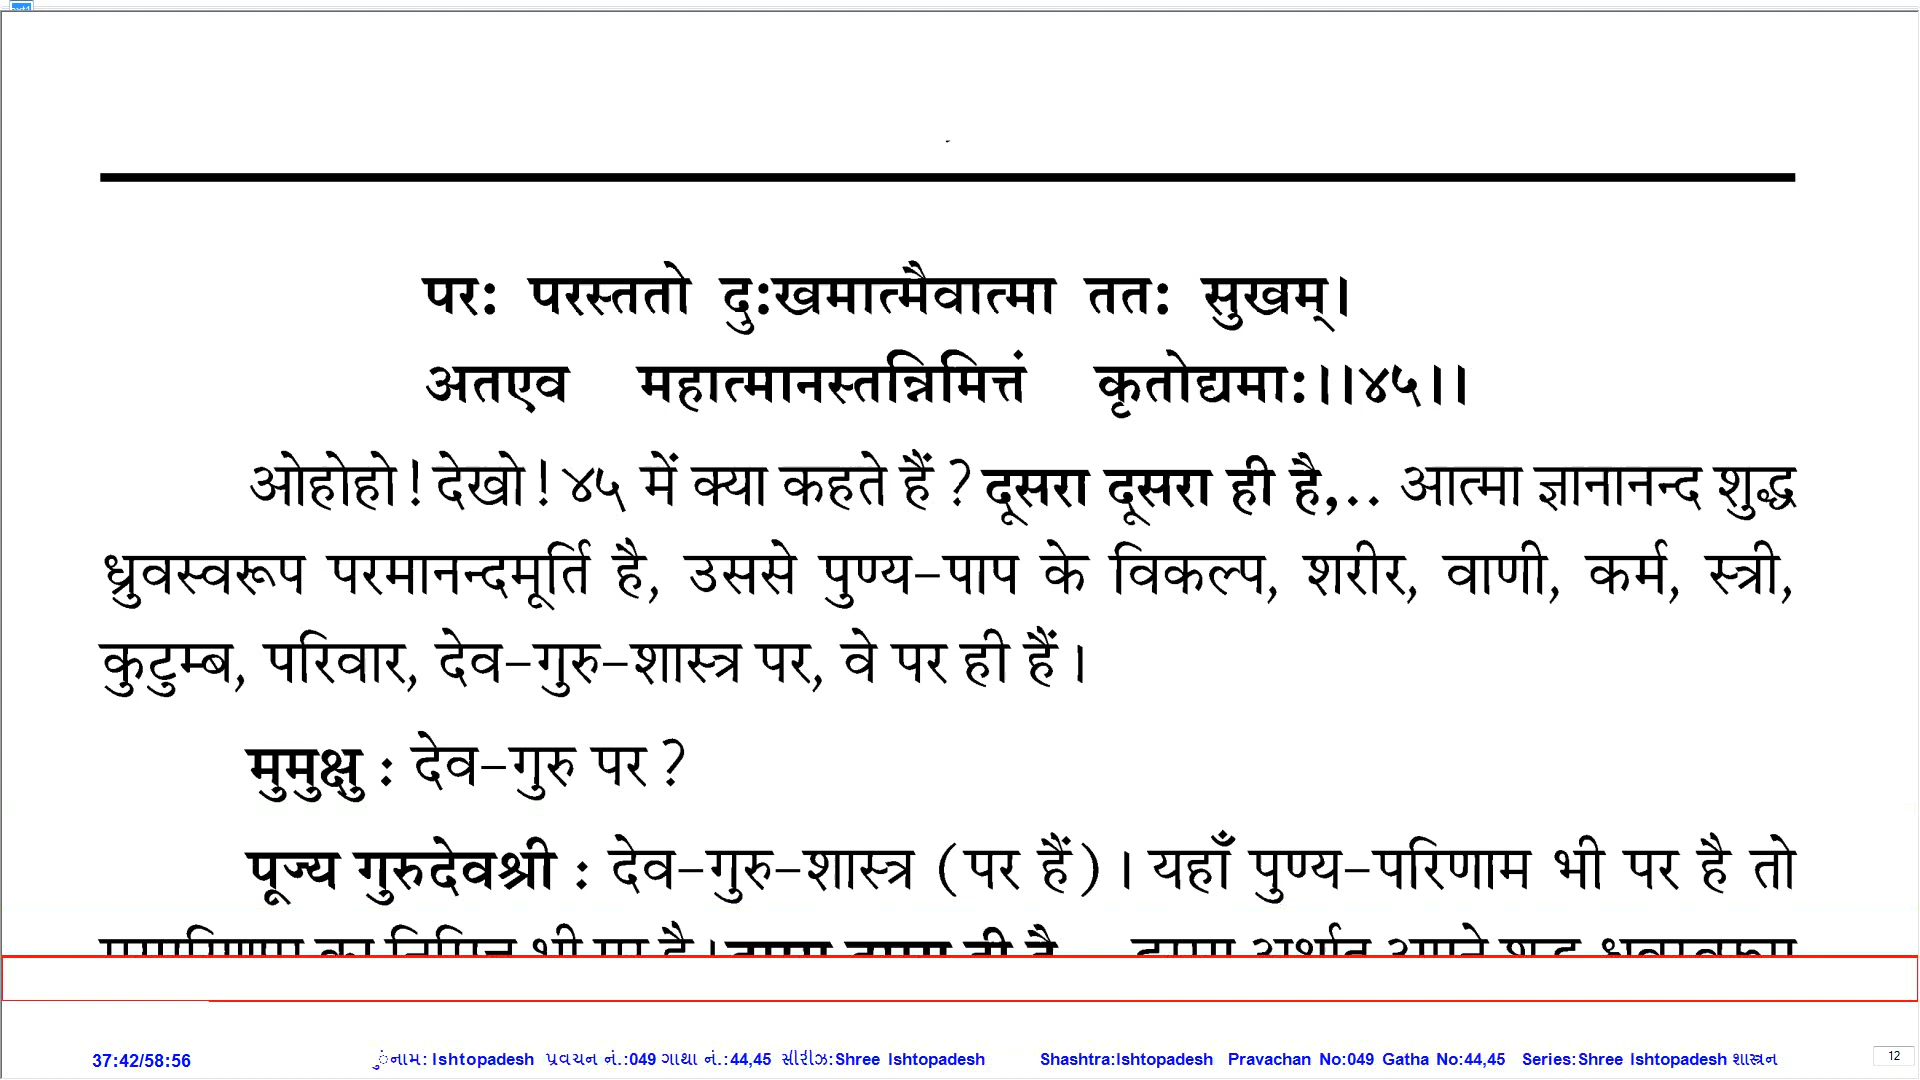 परः परस्ततो दुःखमात्मैवात्मा ततः सुखम्।
अतएव महात्मानस्तन्निमित्तं कृतोद्यमाः।।४५।।
ओहोहो! देखो! ४५ में क्या कहते हैं? दूसरा दूसरा ही है,.. आत्मा ज्ञानानन्द शुद्ध
ध्रुवस्वरूप परमानन्दमूर्ति है, उससे पुण्य-पाप के विकल्प, शरीर, वाणी, कर्म, स्त्री,
कुटुम्ब, परिवार, देव-गुरु-शास्त्र पर, वे पर ही हैं।
मुमुक्षु : देव-गुरु पर?
पूज्य गुरुदेवश्री : देव-गुरु-शास्त्र (पर हैं)। यहाँ पुण्य-परिणाम भी पर है तो
37:42/58:56 નામ: Ishtopadesh પ્રવચન નં.:049 ગાથા નં.:44,45 સીરીઝ:Shree Ishtopadesh Shashtra:Ishtopadesh Pravachan No:049 Gatha No:44,45 Series:Shree Ishtopadesh શાસ્ત્રન 12